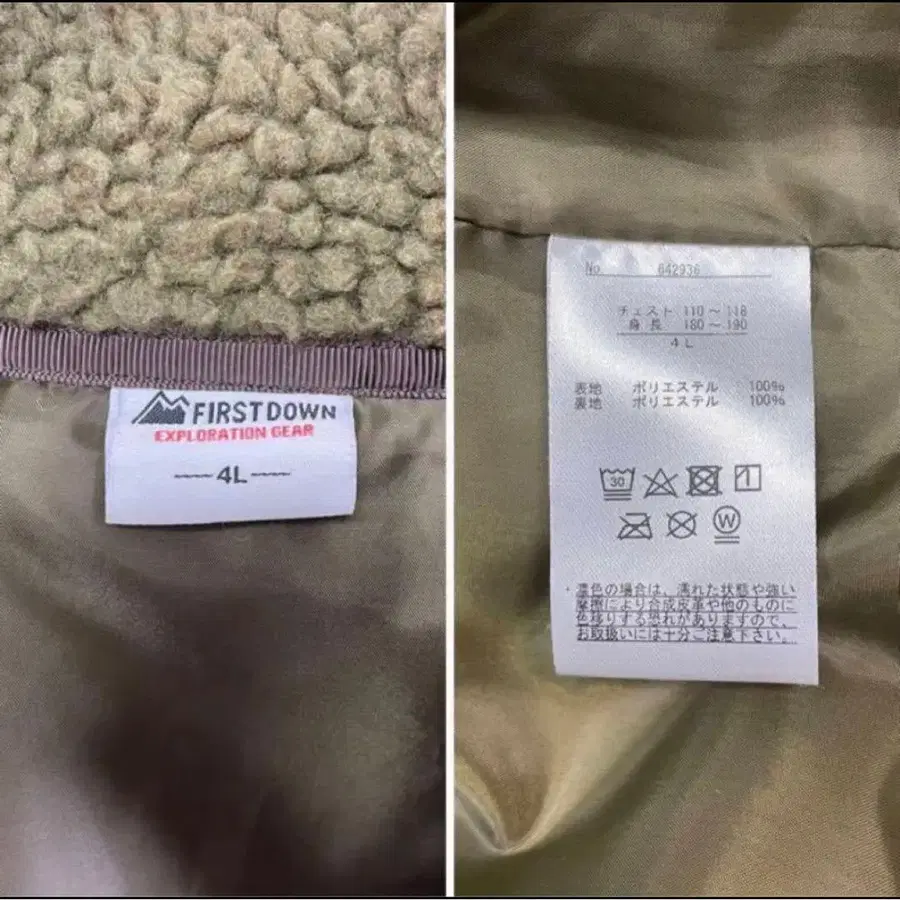 FIRSTDOWN
EXPLORATION GEAR
4L
No 642936
チェスト 110～118
身長 180～190
4L
表地 ポリエステル 100%
裏地 ポリエステル 100%
30
W
・濃色の場合は、濡れた状態や強い
摩擦により合成皮革や他のものに
色移りする恐れがありますので、
お取扱いには十分ご注意下さい。